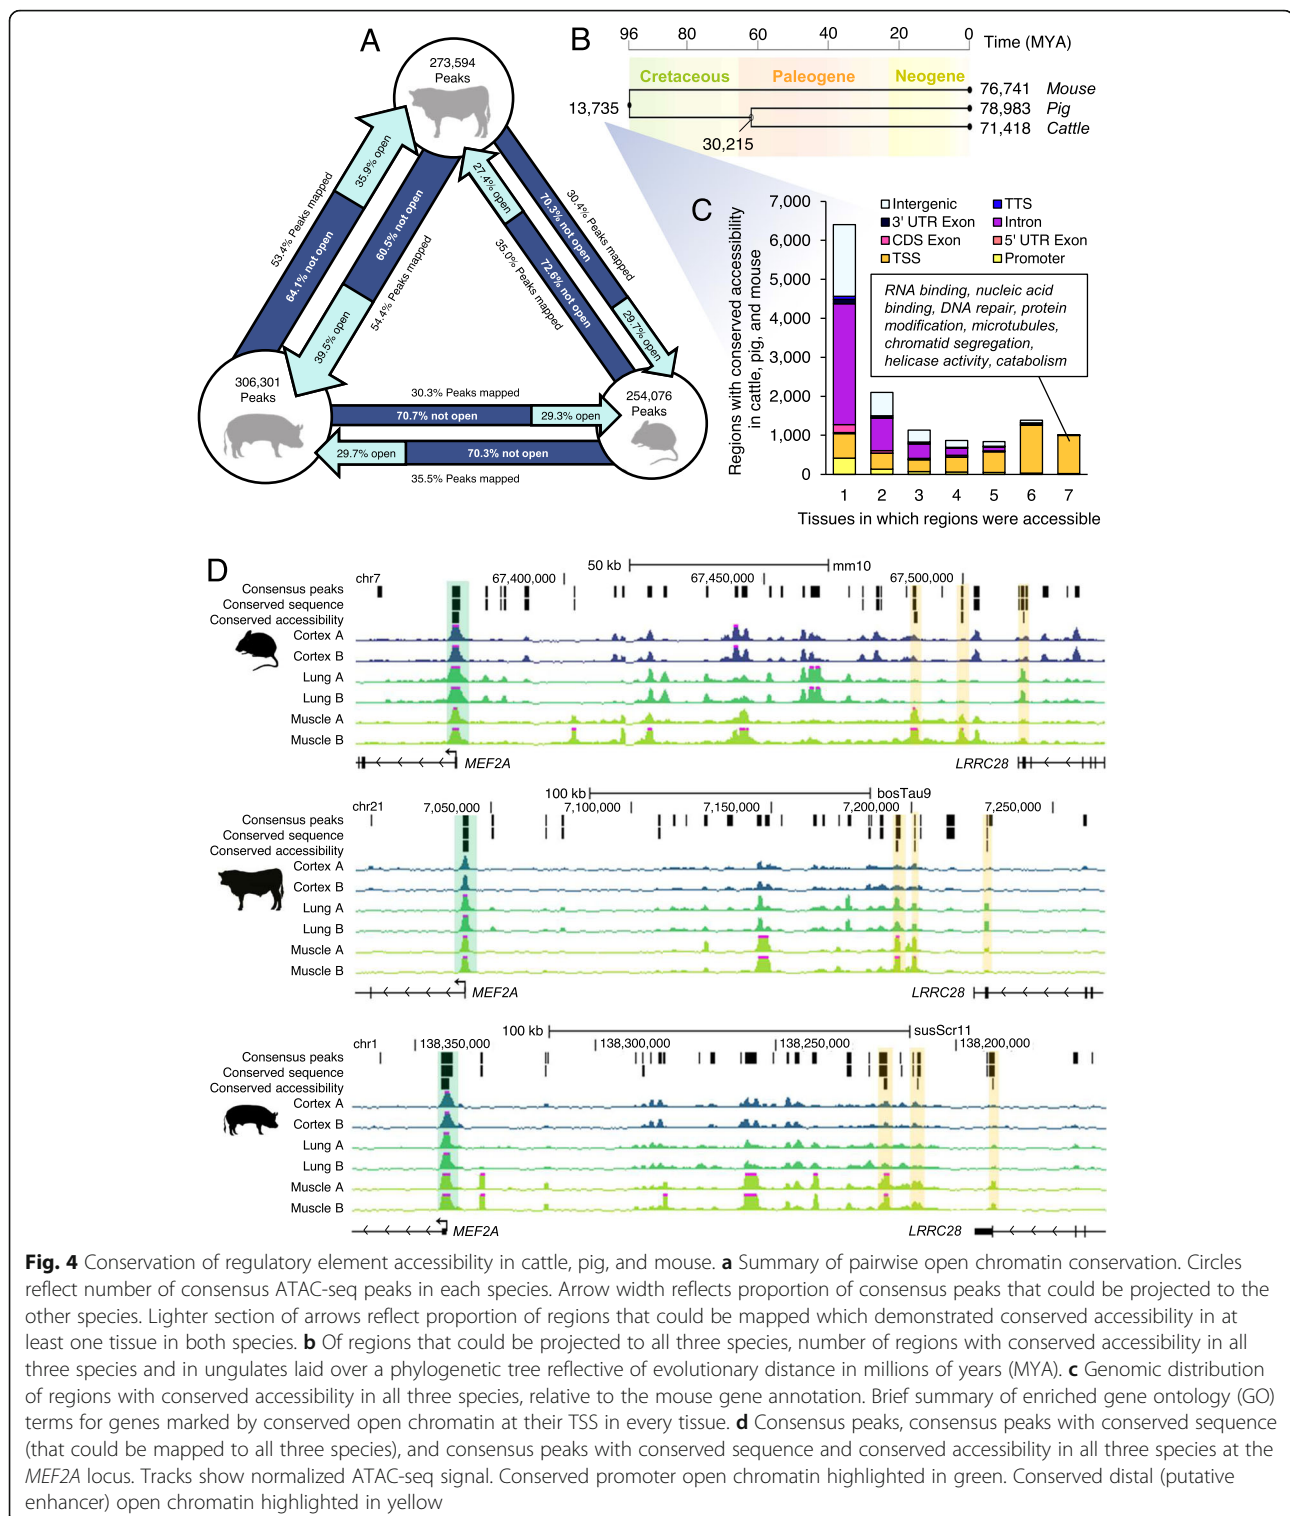 A
273,594
Peaks
35.9% open
53.4% Peaks mapped
64.1% not open
60.5% not open
54.4% Peaks mapped
39.5% open
27.4% open
35.0% Peaks mapped
72.6% not open
70.3% not open
30.4% Peaks mapped
29.7% open
306,301
Peaks
30.3% Peaks mapped
70.7% not open
29.3% open
254,076
Peaks
29.7% open
70.3% not open
35.5% Peaks mapped
B
96 80 60 40 20 0 Time (MYA)
Cretaceous Paleogene Neogene
76,741 Mouse
13,735
78,983 Pig
71,418 Cattle
30,215
C
Regions with conserved accessibility
in cattle, pig, and mouse
7,000
6,000
5,000
4,000
3,000
2,000
1,000
0
Intergenic TTS
3' UTR Exon Intron
CDS Exon 5' UTR Exon
TSS Promoter
RNA binding, nucleic acid
binding, DNA repair, protein
modification, microtubules,
chromatid segregation,
helicase activity, catabolism
1 2 3 4 5 6 7
Tissues in which regions were accessible
D
50 kb mm10
chr7 67,400,000 67,450,000 67,500,000
Consensus peaks
Conserved sequence
Conserved accessibility
Cortex A
Cortex B
Lung A
Lung B
Muscle A
Muscle B
MEF2A LRRC28
100 kb bosTau9
chr21 7,050,000 7,100,000 7,150,000 7,200,000 7,250,000
Consensus peaks
Conserved sequence
Conserved accessibility
Cortex A
Cortex B
Lung A
Lung B
Muscle A
Muscle B
MEF2A LRRC28
100 kb susScr11
chr1 138,350,000 138,300,000 138,250,000 138,200,000
Consensus peaks
Conserved sequence
Conserved accessibility
Cortex A
Cortex B
Lung A
Lung B
Muscle A
Muscle B
MEF2A LRRC28
Fig. 4 Conservation of regulatory element accessibility in cattle, pig, and mouse. a Summary of pairwise open chromatin conservation. Circles
reflect number of consensus ATAC-seq peaks in each species. Arrow width reflects proportion of consensus peaks that could be projected to the
other species. Lighter section of arrows reflect proportion of regions that could be mapped which demonstrated conserved accessibility in at
least one tissue in both species. b Of regions that could be projected to all three species, number of regions with conserved accessibility in all
three species and in ungulates laid over a phylogenetic tree reflective of evolutionary distance in millions of years (MYA). c Genomic distribution
of regions with conserved accessibility in all three species, relative to the mouse gene annotation. Brief summary of enriched gene ontology (GO)
terms for genes marked by conserved open chromatin at their TSS in every tissue. d Consensus peaks, consensus peaks with conserved sequence
(that could be mapped to all three species), and consensus peaks with conserved sequence and conserved accessibility in all three species at the
MEF2A locus. Tracks show normalized ATAC-seq signal. Conserved promoter open chromatin highlighted in green. Conserved distal (putative
enhancer) open chromatin highlighted in yellow